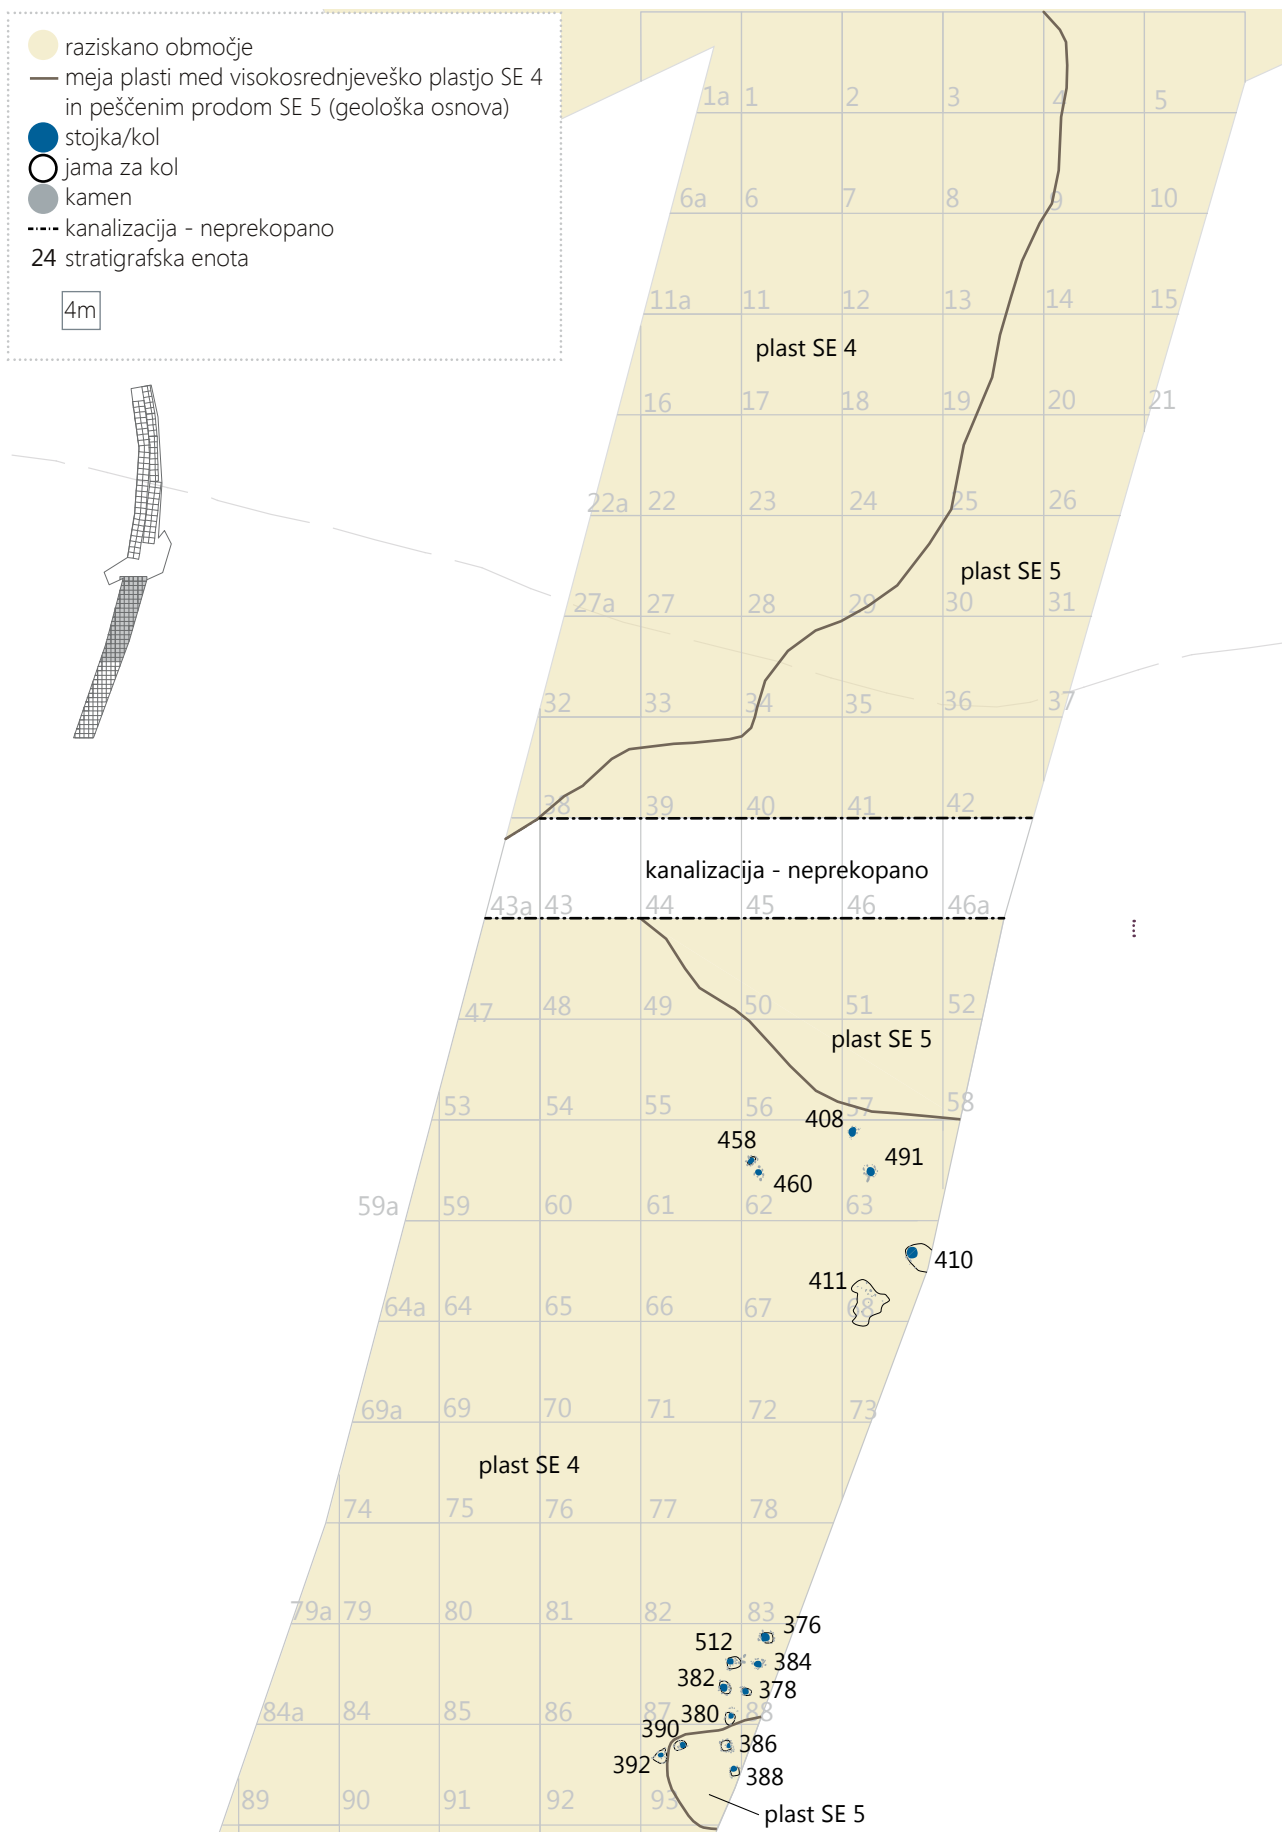 raziskano območje
meja plasti med visokosrednjeveško plastjo SE 4
in peščenim prodom SE 5 (geološka osnova)
stojka/kol
jama za kol
kamen
kanalizacija - neprekopano
24 stratigrafska enota
4m
1a 1 2 3 4 5
6a 6 7 8 9 10
11a 11 12 13 14 15
plast SE 4
16 17 18 19 20 21
22a 22 23 24 25 26
plast SE 5
27a 27 28 29 30 31
32 33 34 35 36 37
38 39 40 41 42
kanalizacija - neprekopano
43a 43 44 45 46 46a
47 48 49 50 51 52
plast SE 5
53 54 55 56 57 58
408
458
491
460
59a 59 60 61 62 63
410
411
64a 64 65 66 67 68
69a 69 70 71 72 73
plast SE 4
74 75 76 77 78
79a 79 80 81 82 83
376
512
384
382
378
380
84a 84 85 86 87 88
390
386
392
388
89 90 91 92 93
plast SE 5